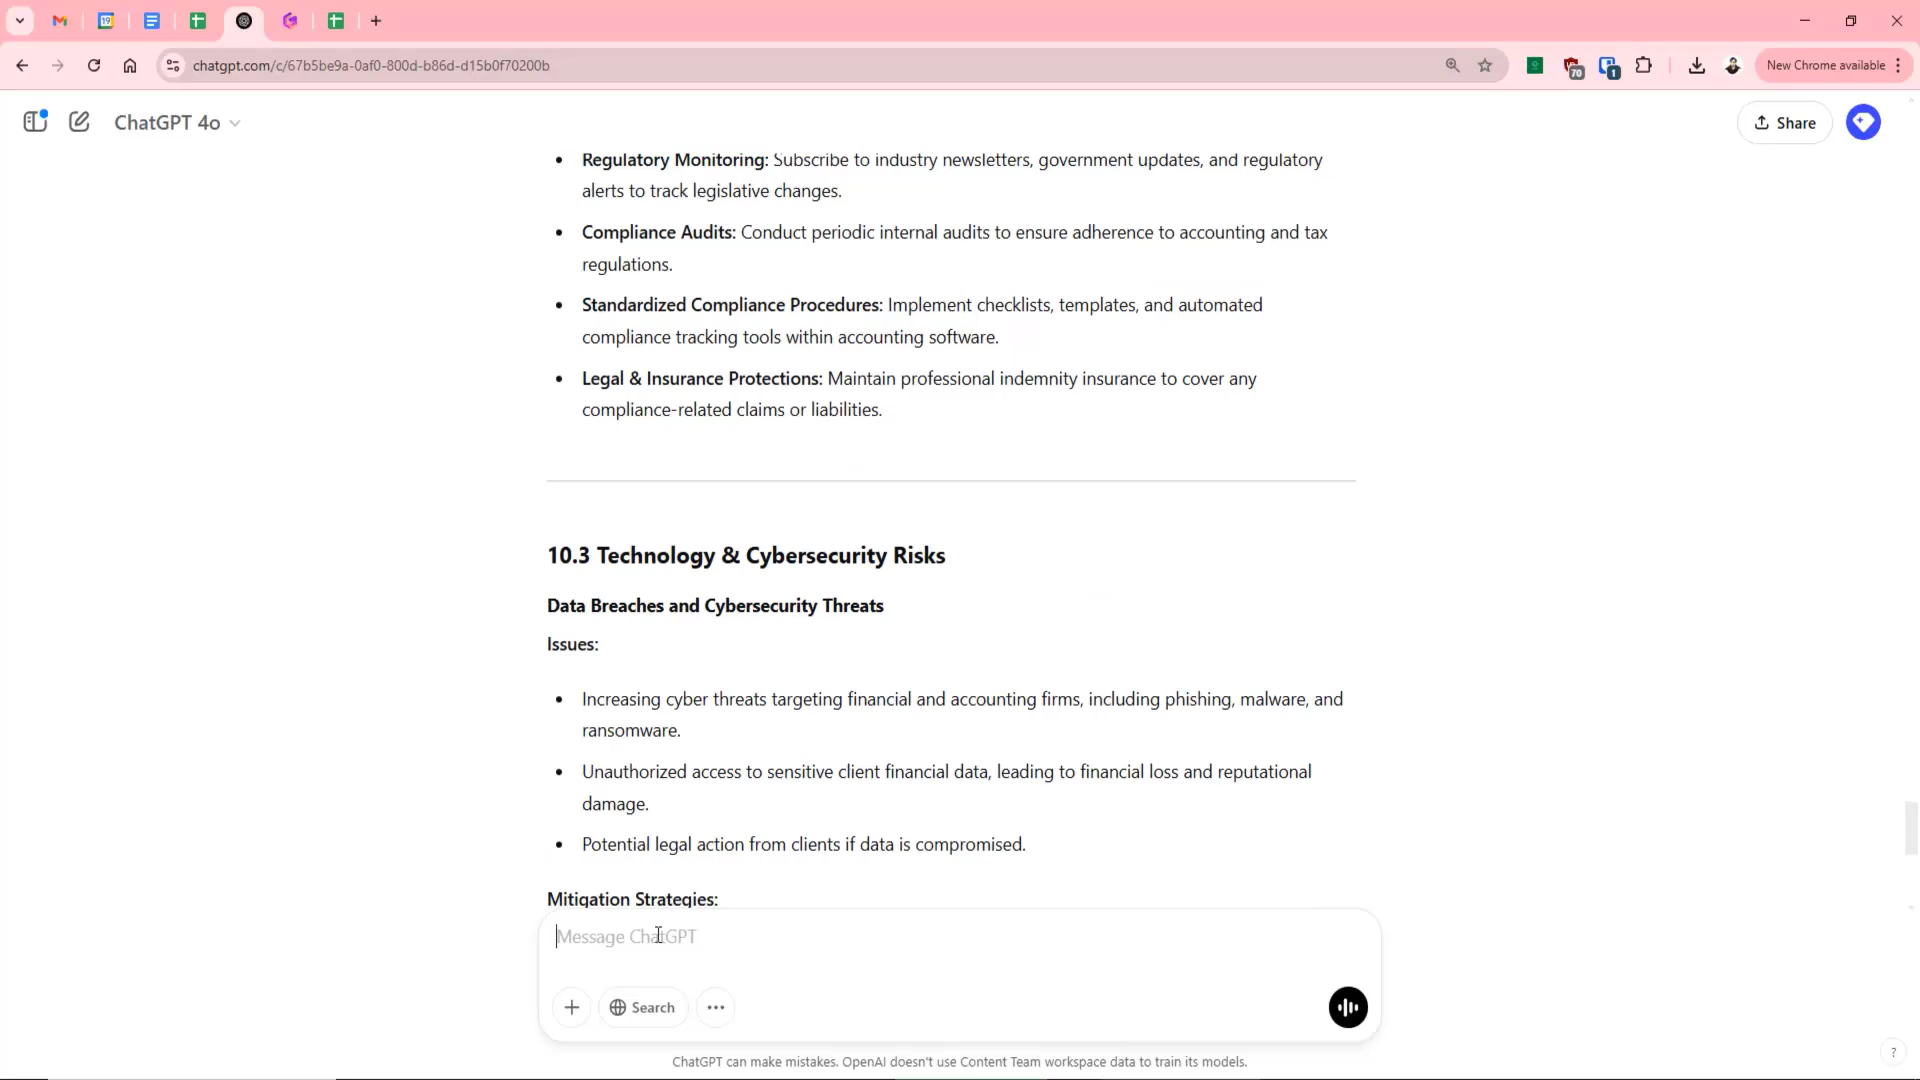 19
chatgpt.com/c/67b5be9a-0af0-800d-b86d-d15b0f70200b
70
1
New Chrome available
ChatGPT 4o
Share
• Regulatory Monitoring: Subscribe to industry newsletters, government updates, and regulatory
alerts to track legislative changes.
• Compliance Audits: Conduct periodic internal audits to ensure adherence to accounting and tax
regulations.
• Standardized Compliance Procedures: Implement checklists, templates, and automated
compliance tracking tools within accounting software.
• Legal & Insurance Protections: Maintain professional indemnity insurance to cover any
compliance-related claims or liabilities.
10.3 Technology & Cybersecurity Risks
Data Breaches and Cybersecurity Threats
Issues:
• Increasing cyber threats targeting financial and accounting firms, including phishing, malware, and
ransomware.
• Unauthorized access to sensitive client financial data, leading to financial loss and reputational
damage.
• Potential legal action from clients if data is compromised.
Mitigation Strategies:
Message ChatGPT
Search
ChatGPT can make mistakes. OpenAI doesn't use Content Team workspace data to train its models.
?